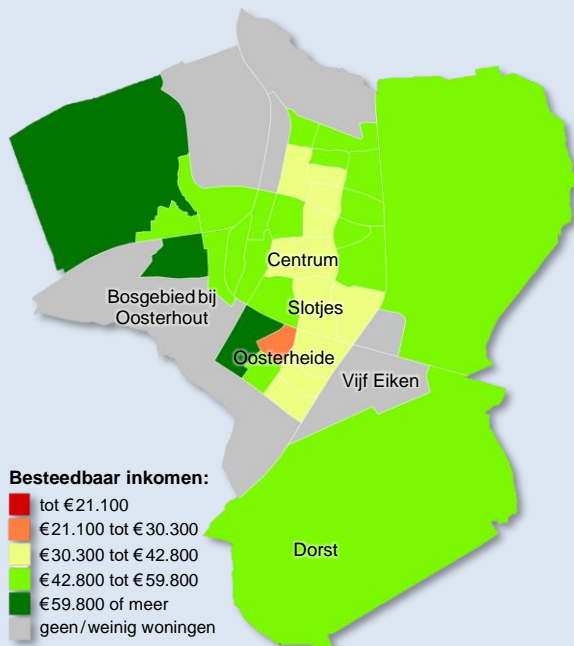 Centrum
Bosgebied bij
Oosterhout
Slotjes
Oosterheide
Vijf Eiken
Dorst
Besteedbaar inkomen:
tot €21.100
€21.100 tot €30.300
€30.300 tot €42.800
€42.800 tot €59.800
€59.800 of meer
geen/weinig woningen